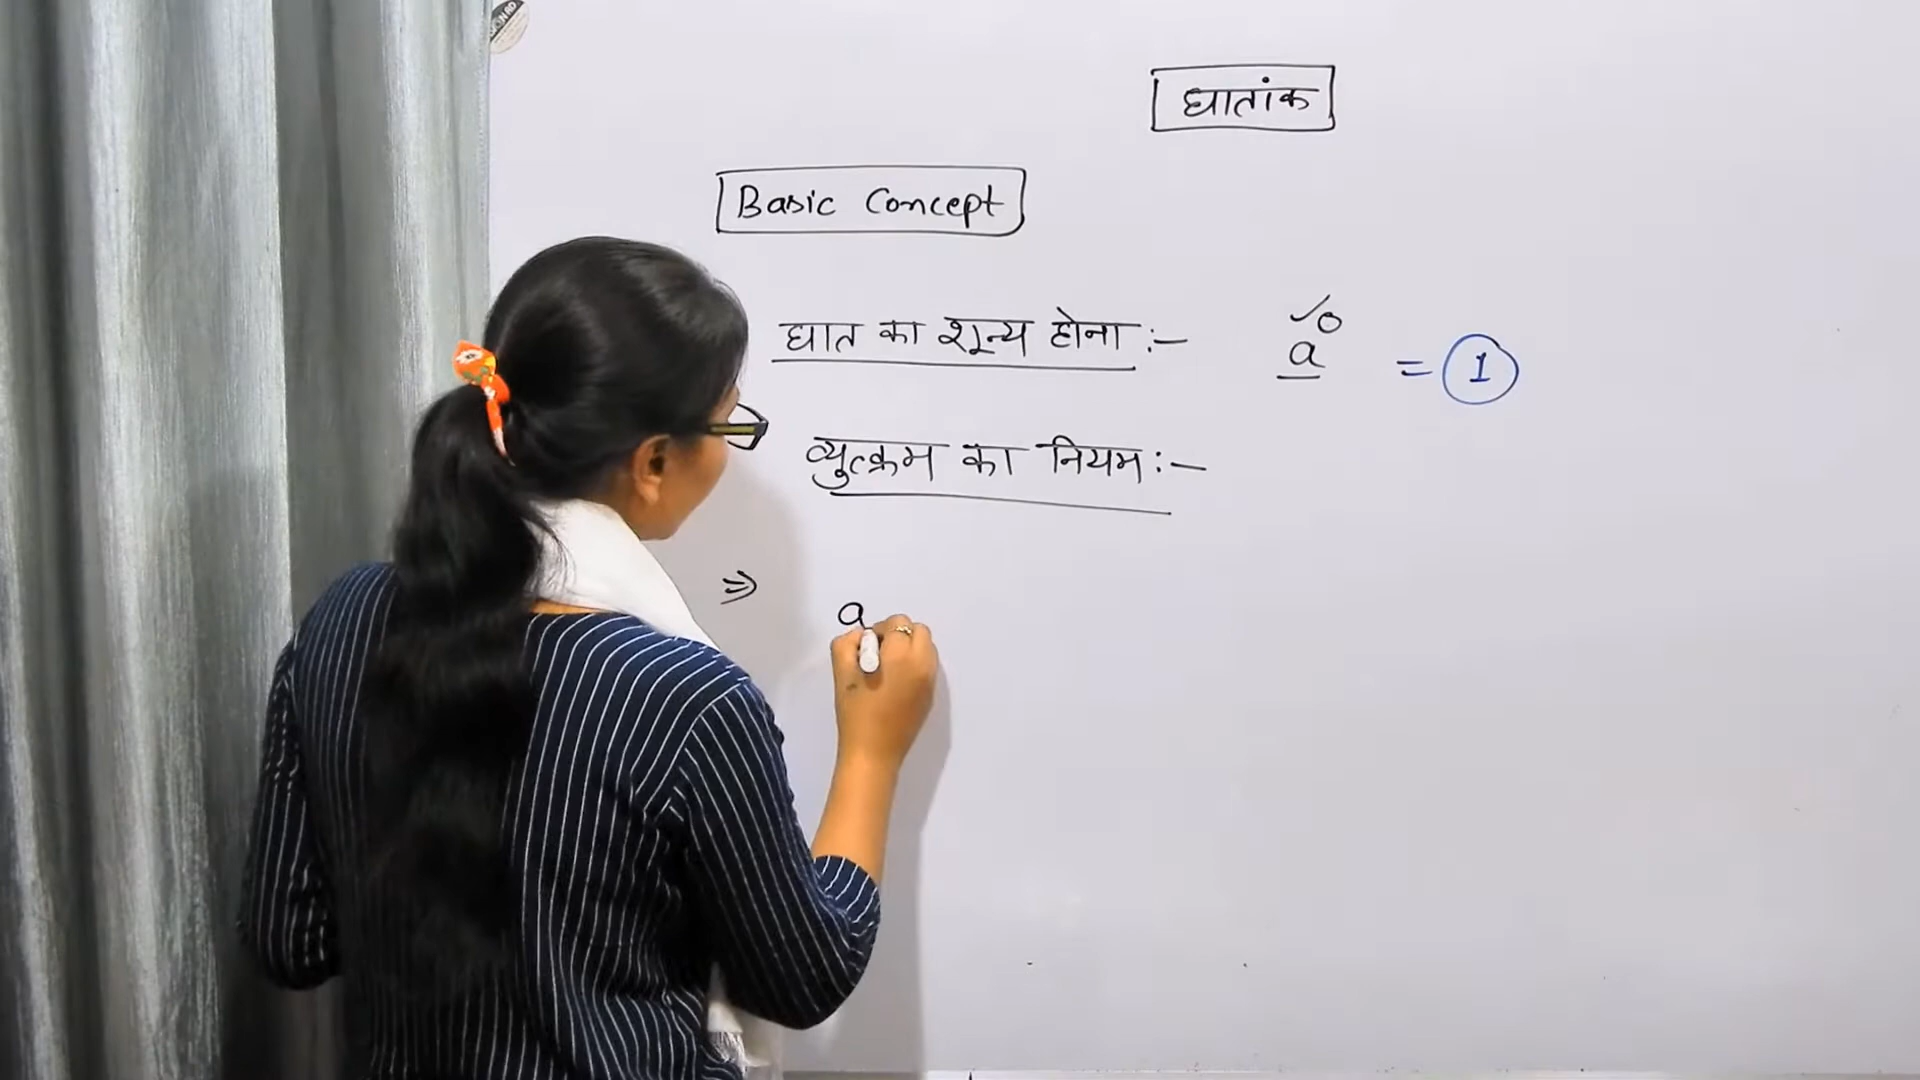 घातांक
Basic Concept
घात का शून्य होना :- a⁰ = 1
व्युत्क्रम का नियम :-
⇒ a